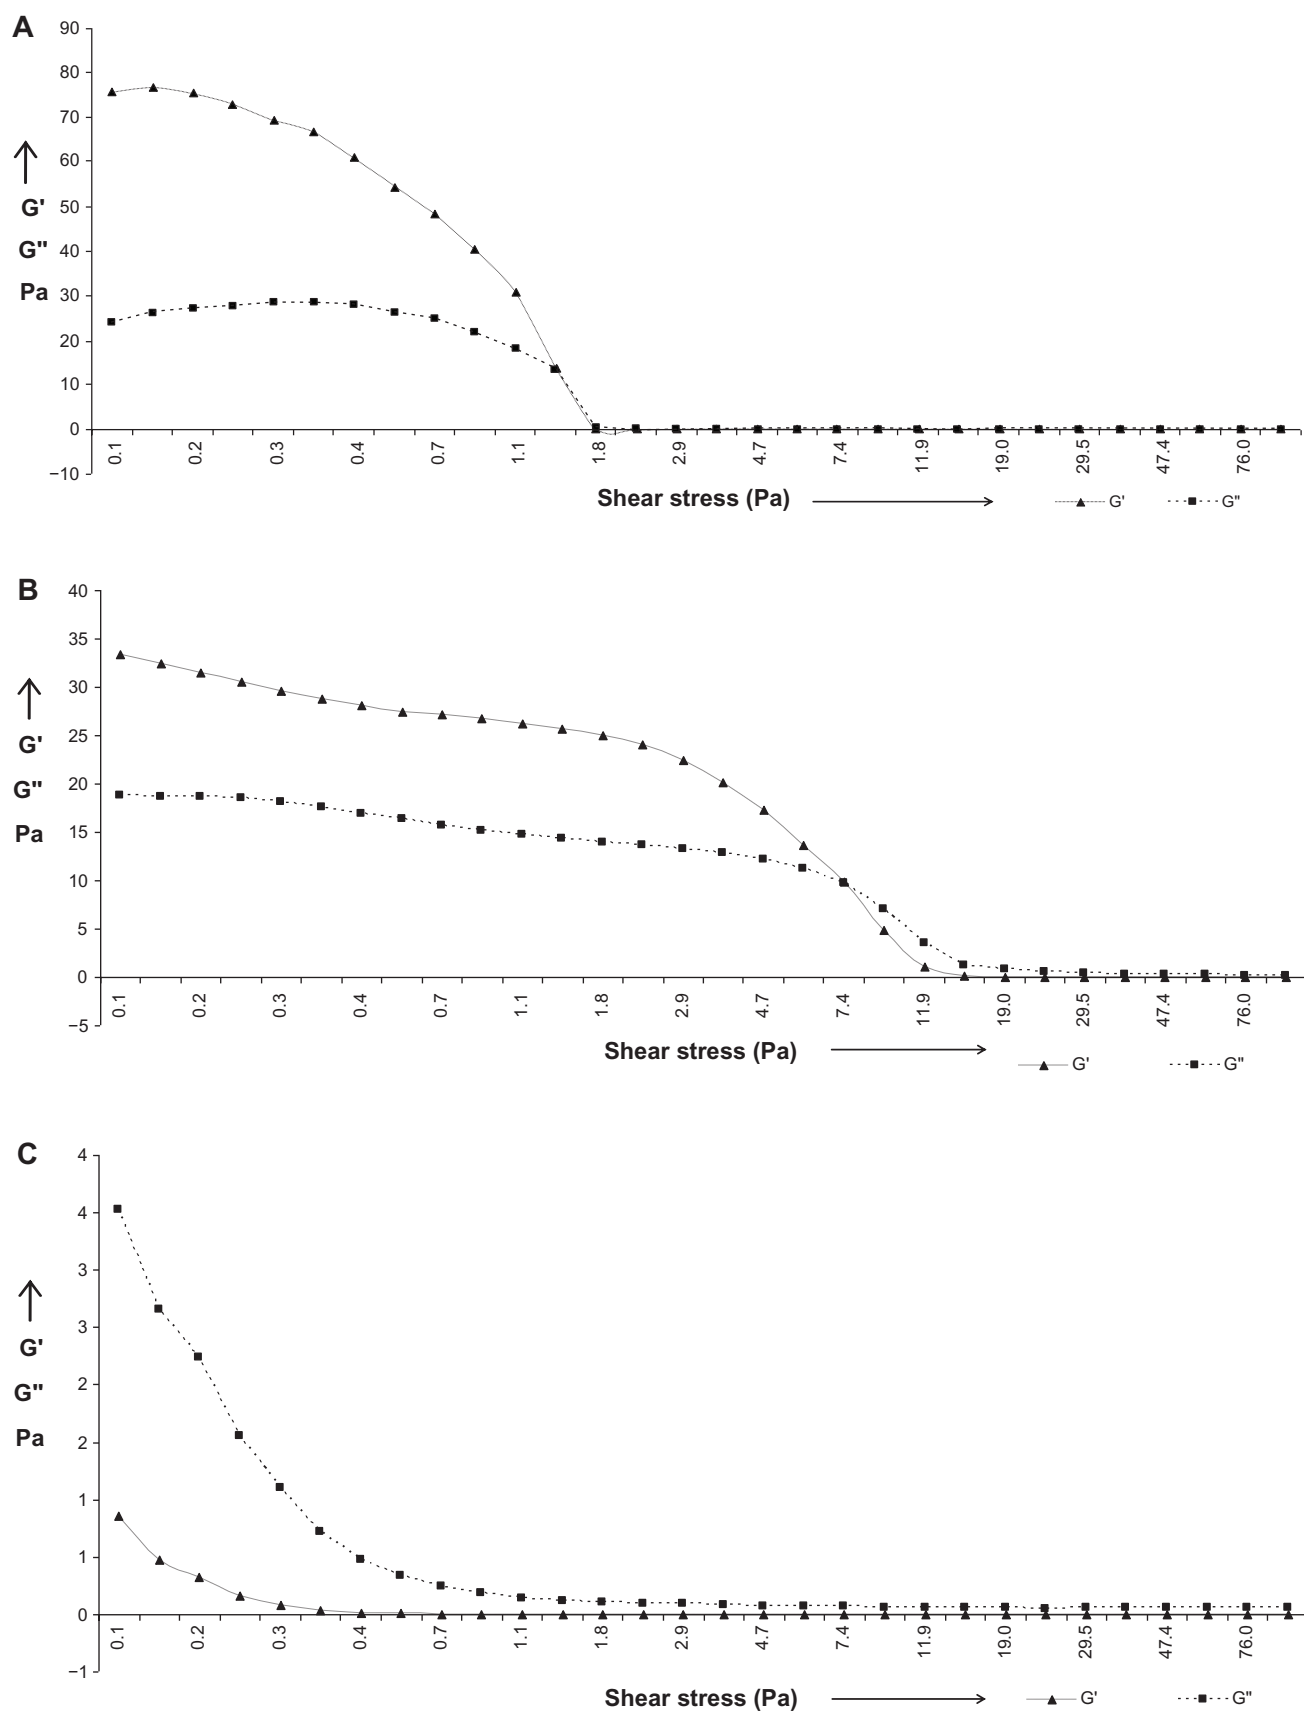 A
90
80
70
60
50
40
30
20
10
0
−10
G'
G"
Pa
0.1 0.2 0.3 0.4 0.7 1.1 1.8 2.9 4.7 7.4 11.9 19.0 29.5 47.4 76.0
Shear stress (Pa)
G' G"
B
40
35
30
25
20
15
10
5
0
−5
G'
G"
Pa
0.1 0.2 0.3 0.4 0.7 1.1 1.8 2.9 4.7 7.4 11.9 19.0 29.5 47.4 76.0
Shear stress (Pa)
G' G"
C
4
4
3
3
2
2
1
1
0
−1
G'
G"
Pa
0.1 0.2 0.3 0.4 0.7 1.1 1.8 2.9 4.7 7.4 11.9 19.0 29.5 47.4 76.0
Shear stress (Pa)
G' G"